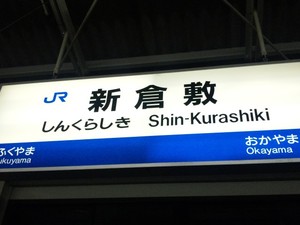 JR 新倉敷
しんくらしき Shin-Kurashiki
ふくやま おかやま
ukuyama Okayama